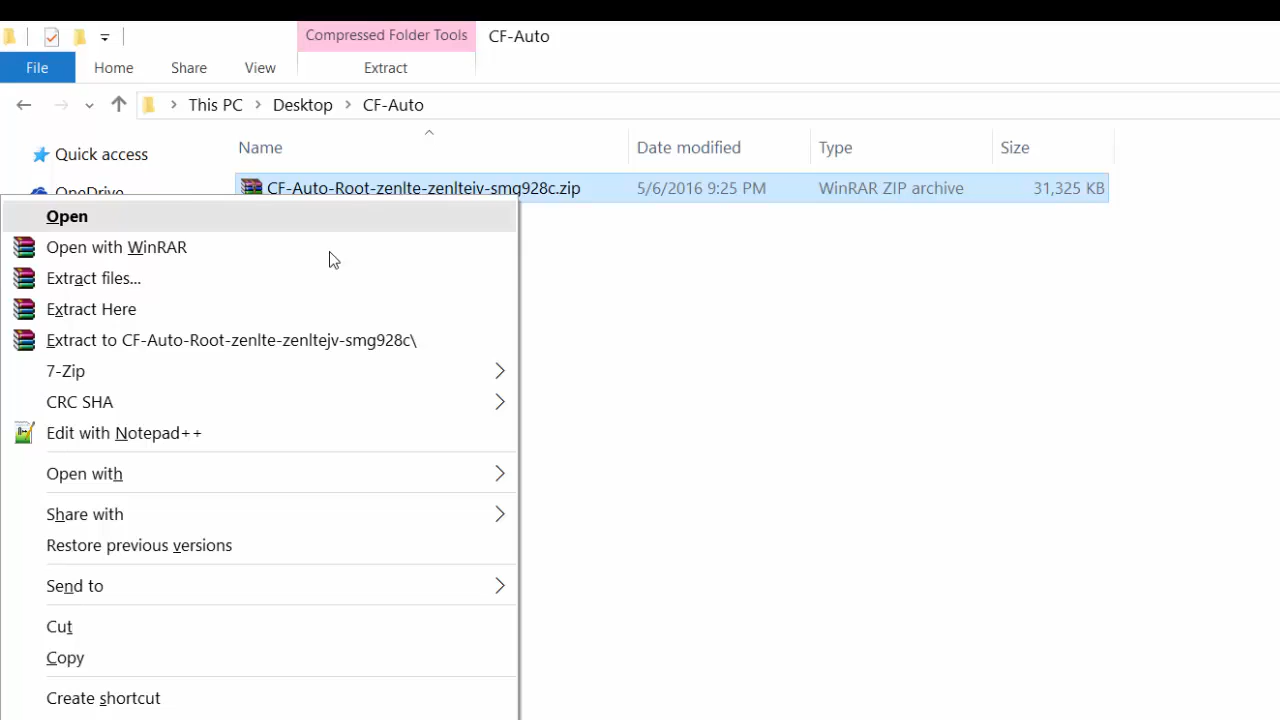 Compressed Folder Tools
CF-Auto
File
Home
Share
View
Extract
This PC
Desktop
CF-Auto
Name
Date modified
Type
Size
Quick access
OneDrive
CF-Auto-Root-zenlte-zenltejv-smg928c.zip
5/6/2016 9:25 PM
WinRAR ZIP archive
31,325 KB
Open
Open with WinRAR
Extract files...
Extract Here
Extract to CF-Auto-Root-zenlte-zenltejv-smg928c\
7-Zip
CRC SHA
Edit with Notepad++
Open with
Share with
Restore previous versions
Send to
Cut
Copy
Create shortcut